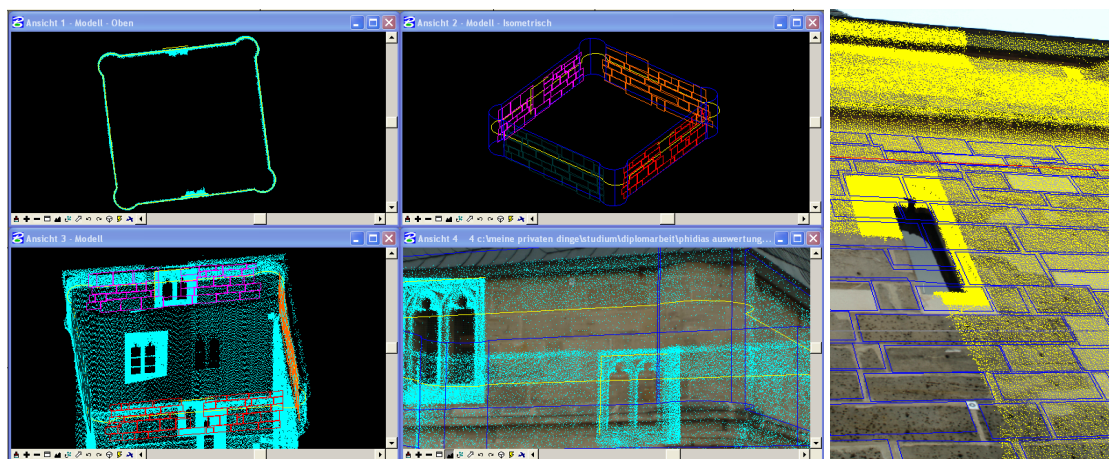 Ansicht 1 - Modell - Oben
Ansicht 2 - Modell - Isometrisch
Ansicht 3 - Modell
Ansicht 4 _ 4 c:\meine privaten dinge\studium\diplomarbeit\phidias auswertung...